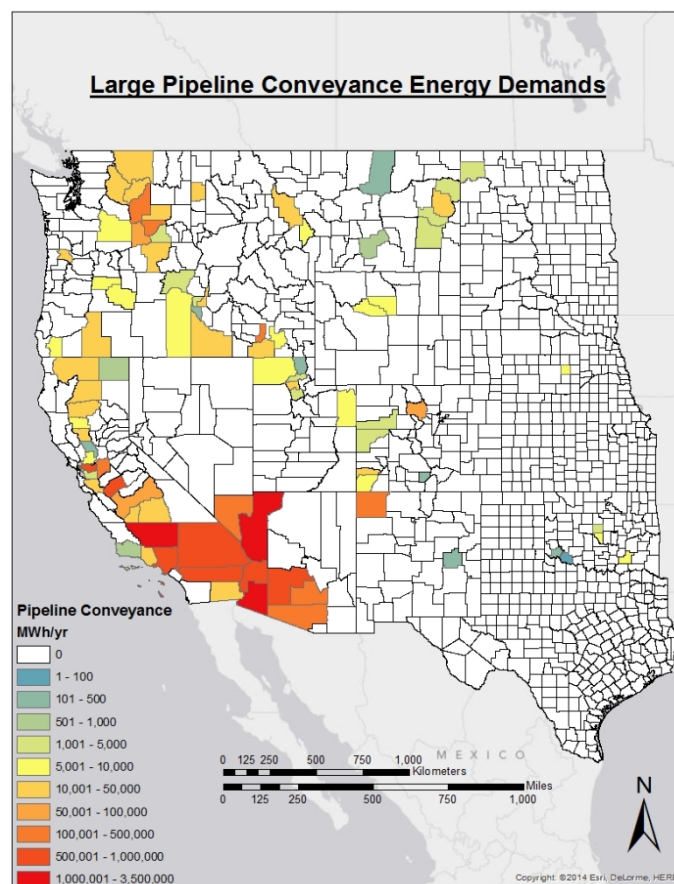 Large Pipeline Conveyance Energy Demands
Pipeline Conveyance
MWh/yr
0
1 - 100
101 - 500
501 - 1,000
1,001 - 5,000
5,001 - 10,000
10,001 - 50,000
50,001 - 100,000
100,001 - 500,000
500,001 - 1,000,000
1,000,001 - 3,500,000
MEXICO
0 125 250 500 750 1,000
Kilometers
Miles
0 125 250 500 750 1,000
N
Copyright: ©2014 Esri, DeLorme, HERE